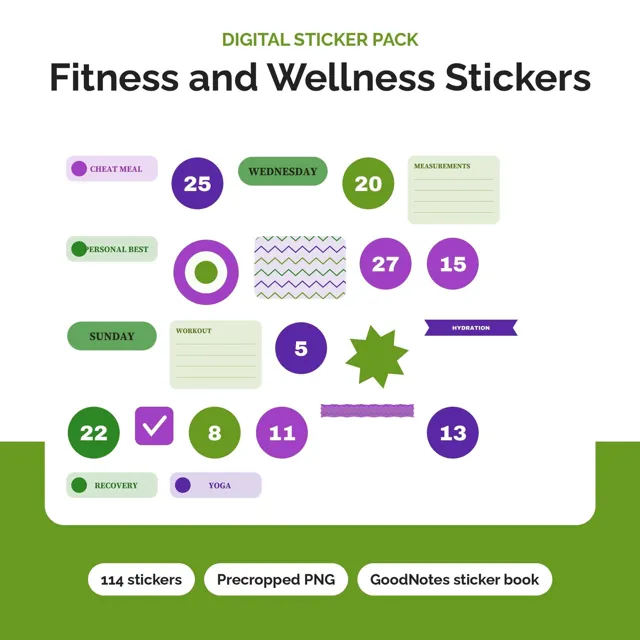 DIGITAL STICKER PACK
Fitness and Wellness Stickers
CHEAT MEAL
25
WEDNESDAY
20
MEASUREMENTS
PERSONAL BEST
27
15
SUNDAY
WORKOUT
5
HYDRATION
22
8
11
13
RECOVERY
YOGA
114 stickers
Precropped PNG
GoodNotes sticker book